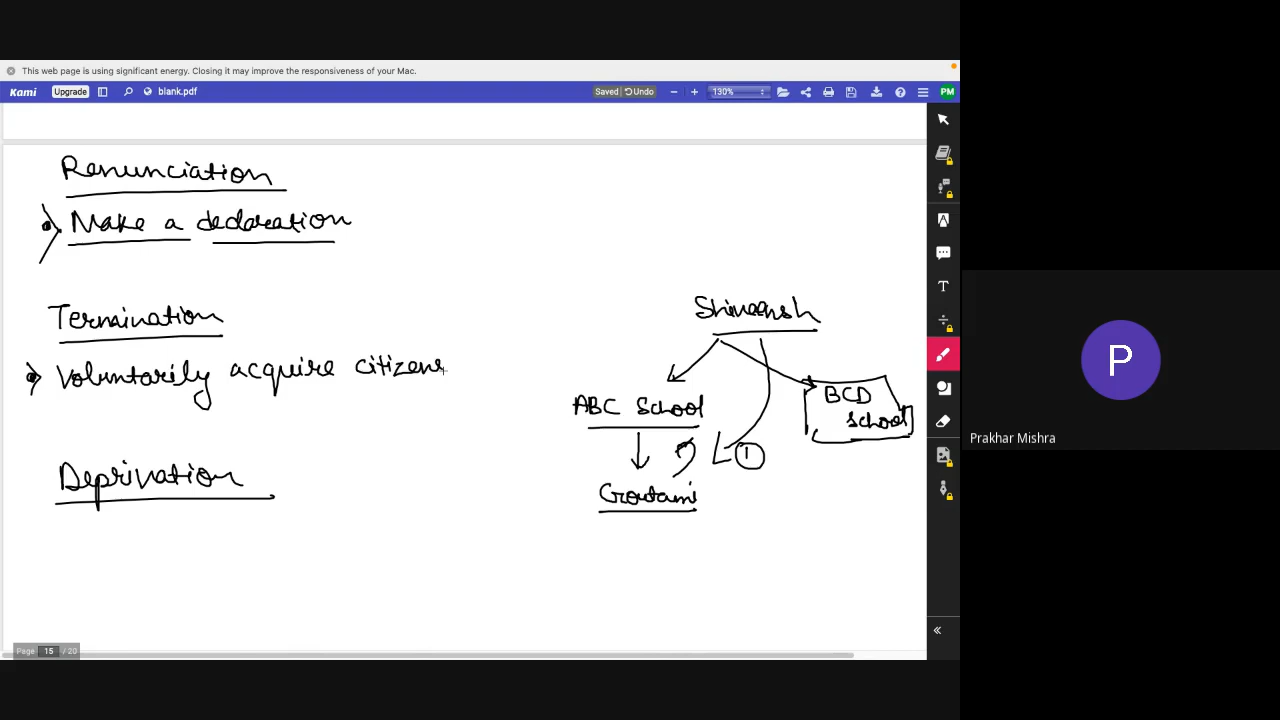 This web page is using significant energy. Closing it may improve the responsiveness of your Mac.
Kami Upgrade blank.pdf Saved Undo 130% PM
Renunciation
Make a declaration
Termination
Voluntarily acquire citizens
Deprivation
Shivansh
ABC School
BCD
School
1
Goutami
T
P
Prakhar Mishra
Page 15 / 20